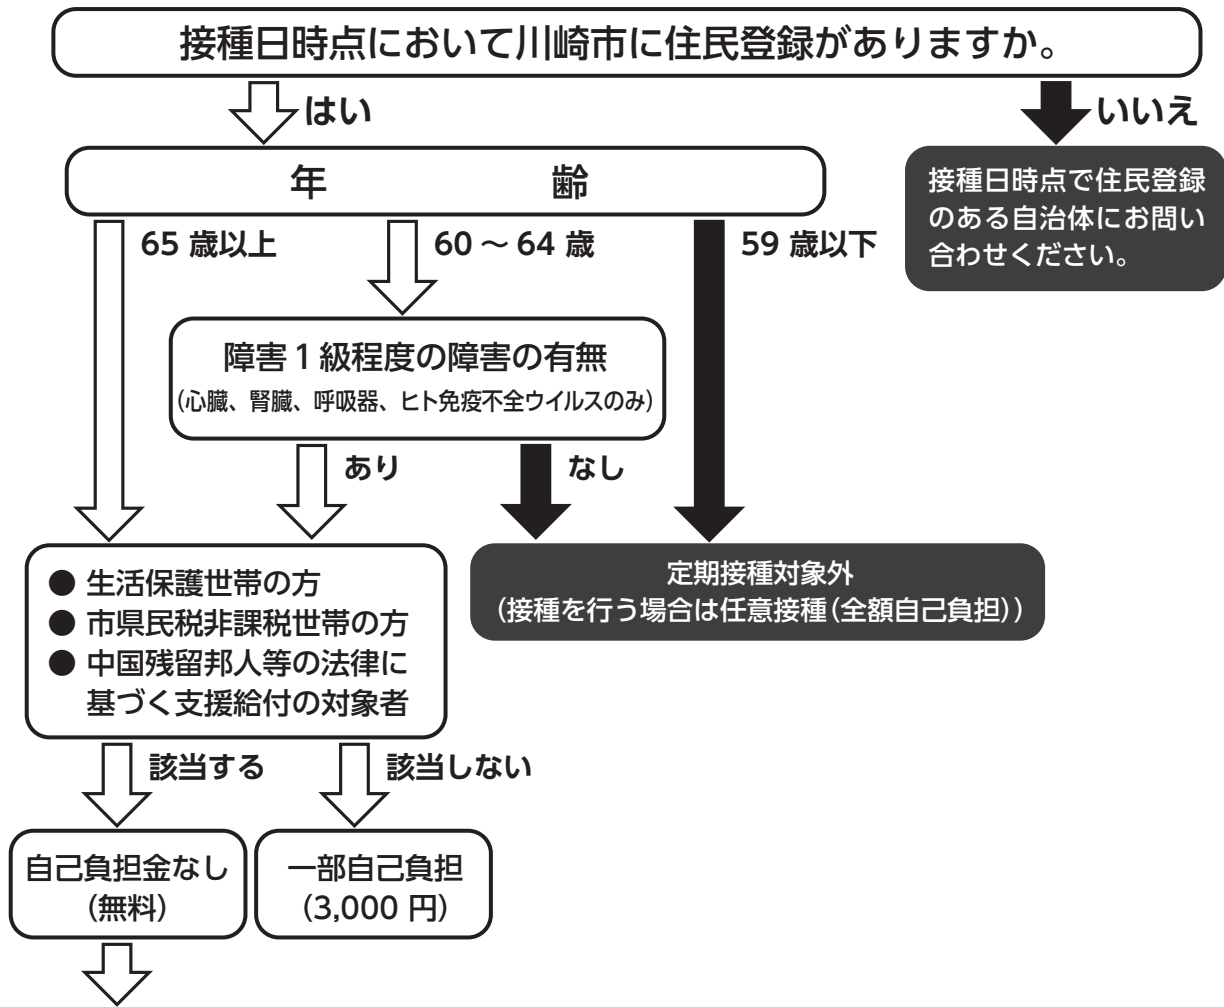 接種日時点において川崎市に住民登録がありますか。
はい
いいえ
年齢
接種日時点で住民登録
のある自治体にお問い
合わせください。
65 歳以上
60 ~ 64 歳
59 歳以下
障害 1 級程度の障害の有無
(心臓、腎臓、呼吸器、ヒト免疫不全ウイルスのみ)
あり
なし
● 生活保護世帯の方
● 市県民税非課税世帯の方
● 中国残留邦人等の法律に
基づく支援給付の対象者
定期接種対象外
(接種を行う場合は任意接種(全額自己負担))
該当する
該当しない
自己負担金なし
(無料)
一部自己負担
(3,000 円)